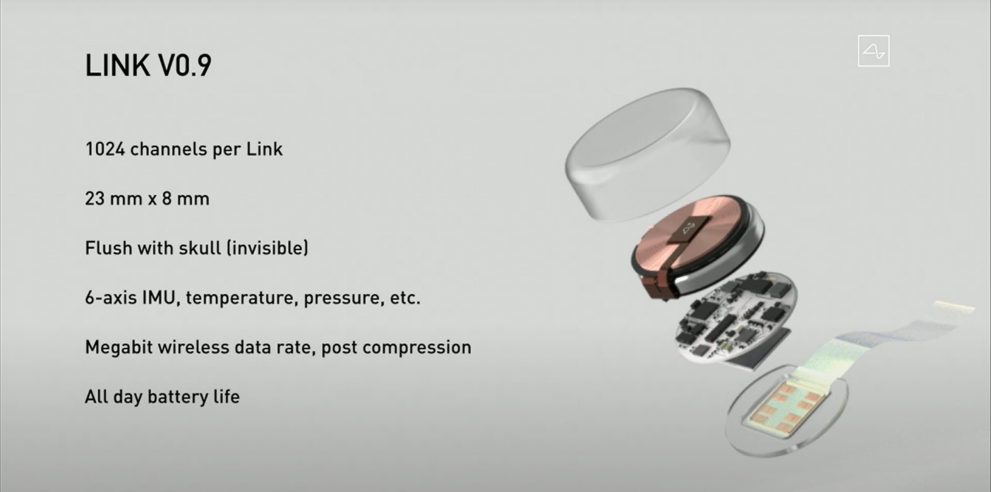 LINK V0.9
1024 channels per Link
23 mm x 8 mm
Flush with skull (invisible)
6-axis IMU, temperature, pressure, etc.
Megabit wireless data rate, post compression
All day battery life